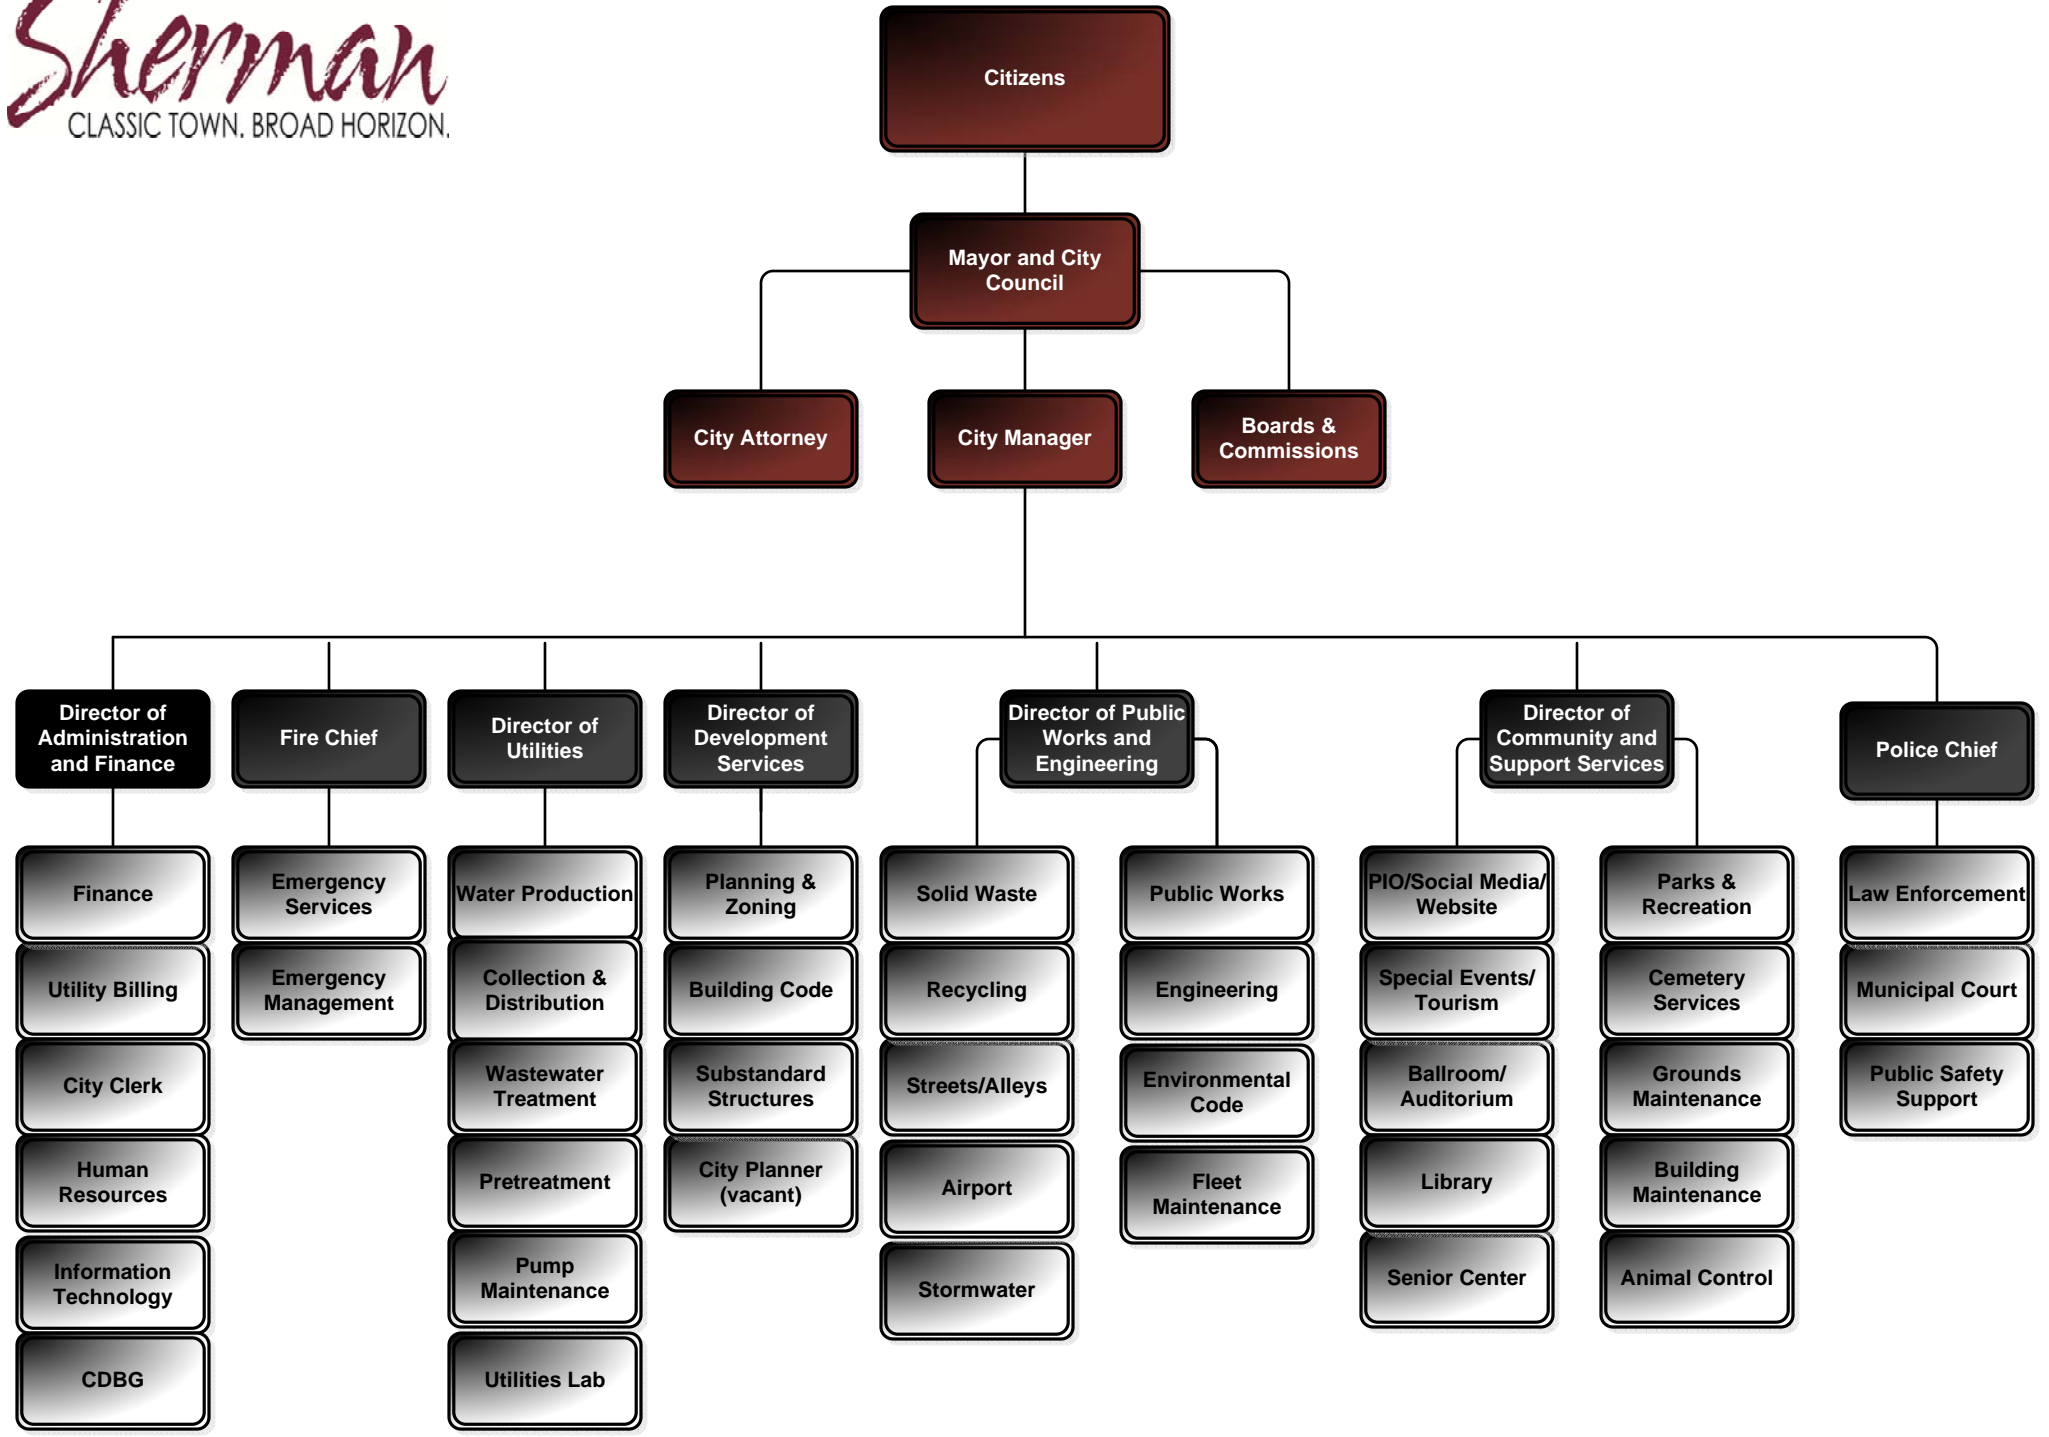 Sherman
CLASSIC TOWN. BROAD HORIZON.
Citizens
Mayor and City
Council
City Attorney
City Manager
Boards &
Commissions
Director of
Administration
and Finance
Fire Chief
Director of
Utilities
Director of
Development
Services
Director of Public
Works and
Engineering
Director of
Community and
Support Services
Police Chief
Finance
Utility Billing
City Clerk
Human
Resources
Information
Technology
CDBG
Emergency
Services
Emergency
Management
Water Production
Collection &
Distribution
Wastewater
Treatment
Pretreatment
Pump
Maintenance
Utilities Lab
Planning &
Zoning
Building Code
Substandard
Structures
City Planner
(vacant)
Solid Waste
Recycling
Streets/Alleys
Airport
Stormwater
Public Works
Engineering
Environmental
Code
Fleet
Maintenance
PIO/Social Media/
Website
Special Events/
Tourism
Ballroom/
Auditorium
Library
Senior Center
Parks &
Recreation
Cemetery
Services
Grounds
Maintenance
Building
Maintenance
Animal Control
Law Enforcement
Municipal Court
Public Safety
Support